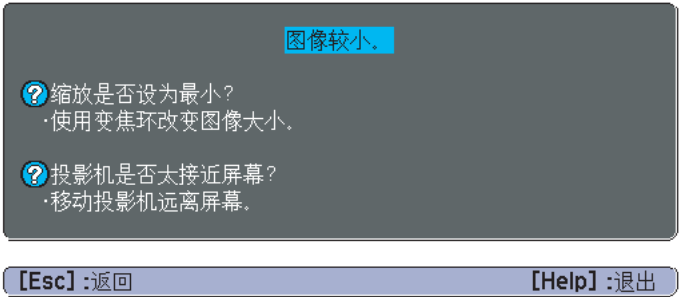 图像较小。
?缩放是否设为最小?
·使用变焦环改变图像大小。
?投影机是否太接近屏幕?
·移动投影机远离屏幕。
[Esc] :返回 [Help] :退出